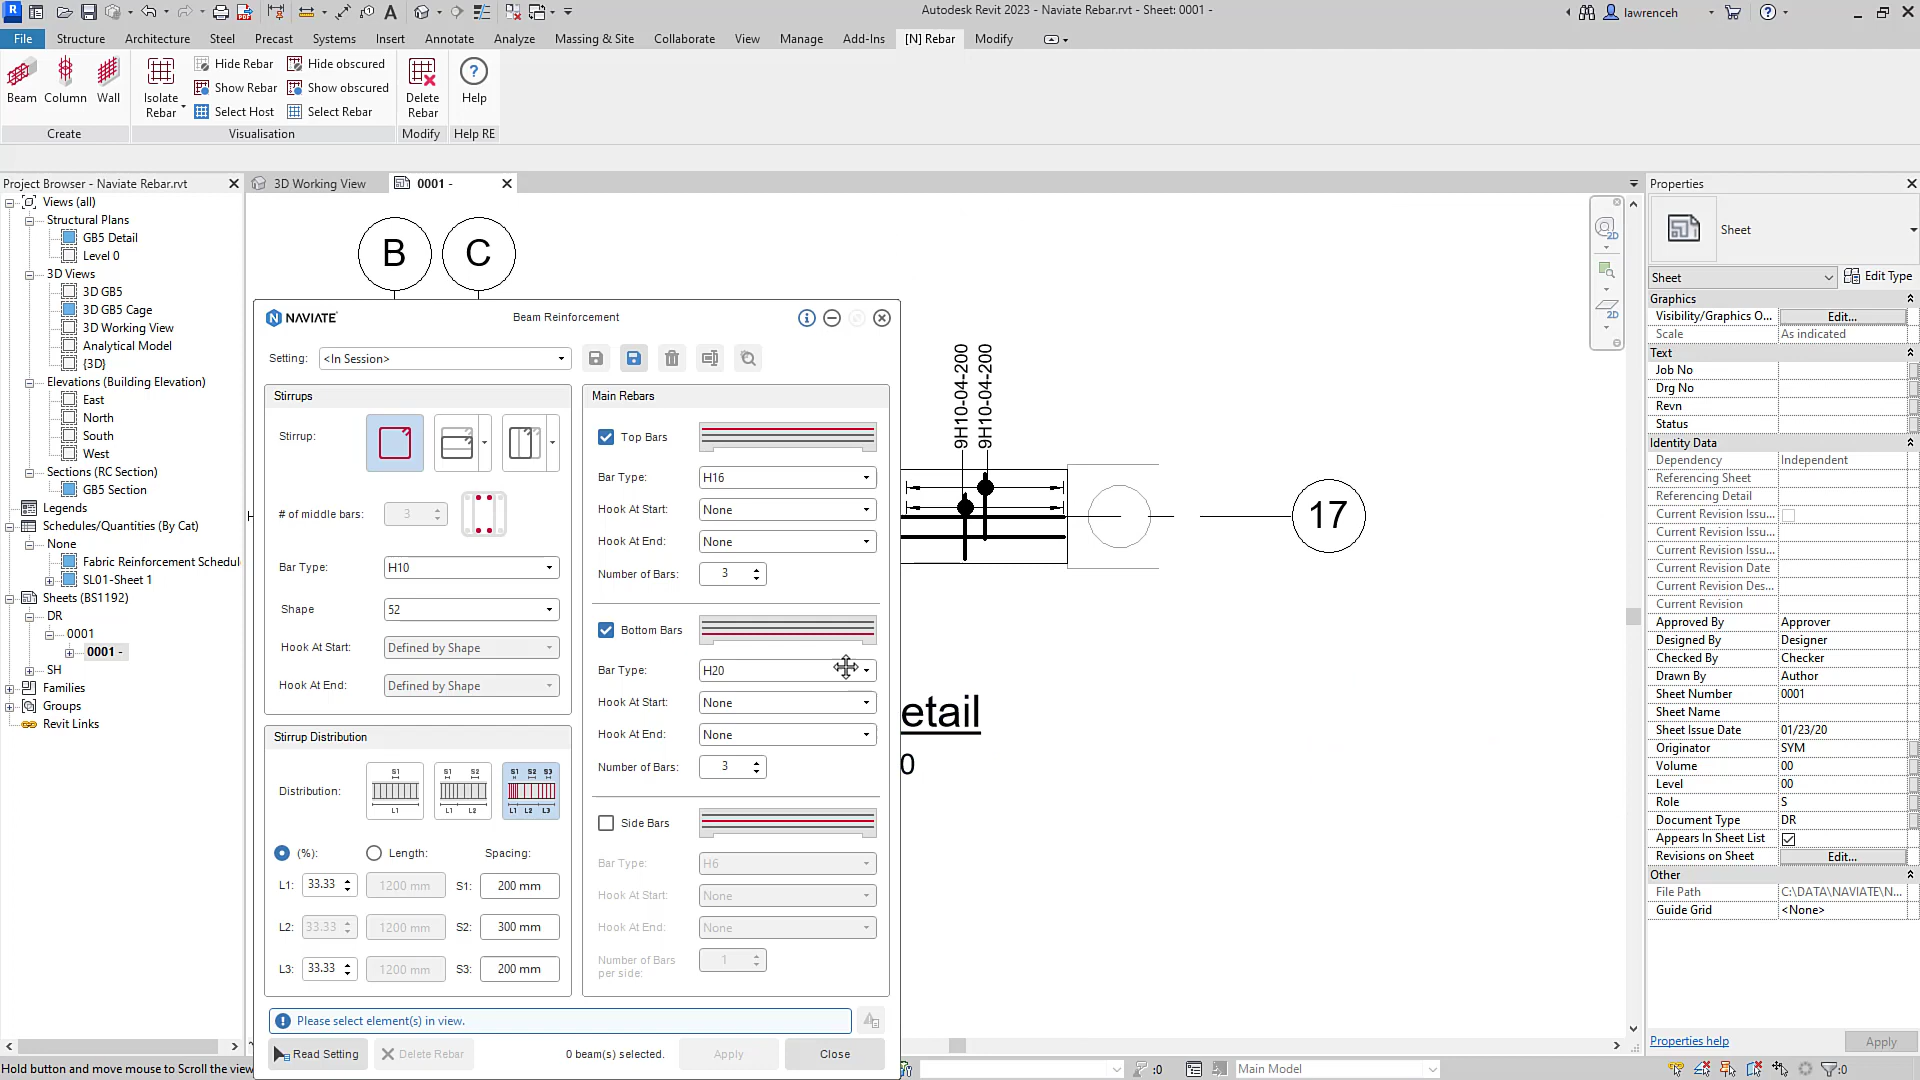 Autodesk Revit 2023 - Naviate Rebar.rvt - Sheet: 0001 -
lawrenceh
File Structure Architecture Steel Precast Systems Insert Annotate Analyze Massing & Site Collaborate View Manage Add-Ins [N] Rebar Modify
Beam Column Wall
Isolate Rebar
Hide Rebar
Show Rebar
Select Host
Hide obscured
Show obscured
Select Rebar
Delete Rebar
Help
Create Visualisation Modify Help RE
Project Browser - Naviate Rebar.rvt
Views (all)
Structural Plans
GB5 Detail
Level 0
3D Views
3D GB5
3D GB5 Cage
3D Working View
Analytical Model
{3D}
Elevations (Building Elevation)
East
North
South
West
Sections (RC Section)
GB5 Section
Legends
Schedules/Quantities (By Cat)
None
Fabric Reinforcement Schedul
SL01-Sheet 1
Sheets (BS1192)
DR
0001
0001 -
SH
Families
Groups
Revit Links
3D Working View
0001 -
B C
9H10-04-200
9H10-04-200
17
etail
0
NAVIATE
Beam Reinforcement
Setting: <In Session>
Stirrups
Stirrup:
# of middle bars: 3
Bar Type: H10
Shape 52
Hook At Start: Defined by Shape
Hook At End: Defined by Shape
Stirrup Distribution
Distribution:
S1
L1
S1 S2
L1 L2
S1 S2 S3
L1 L2 L3
(%): Length: Spacing:
L1: 33.33 1200 mm S1: 200 mm
L2: 33.33 1200 mm S2: 300 mm
L3: 33.33 1200 mm S3: 200 mm
Main Rebars
Top Bars
Bar Type: H16
Hook At Start: None
Hook At End: None
Number of Bars: 3
Bottom Bars
Bar Type: H20
Hook At Start: None
Hook At End: None
Number of Bars: 3
Side Bars
Bar Type: H6
Hook At Start: None
Hook At End: None
Number of Bars per side: 1
Please select element(s) in view.
Read Setting Delete Rebar 0 beam(s) selected. Apply Close
Properties
Sheet
Sheet Edit Type
Graphics
Visibility/Graphics O... Edit...
Scale As indicated
Text
Job No
Drg No
Revn
Status
Identity Data
Dependency Independent
Referencing Sheet
Referencing Detail
Current Revision Issu...
Current Revision Issu...
Current Revision Issu...
Current Revision Date
Current Revision Des...
Current Revision
Approved By Approver
Designed By Designer
Checked By Checker
Drawn By Author
Sheet Number 0001
Sheet Name
Sheet Issue Date 01/23/20
Originator SYM
Volume 00
Level 00
Role S
Document Type DR
Appears In Sheet List
Revisions on Sheet Edit...
Other
File Path C:\DATA\NAVIATE\N...
Guide Grid <None>
Properties help Apply
Hold button and move mouse to Scroll the view
:0
Main Model
:0